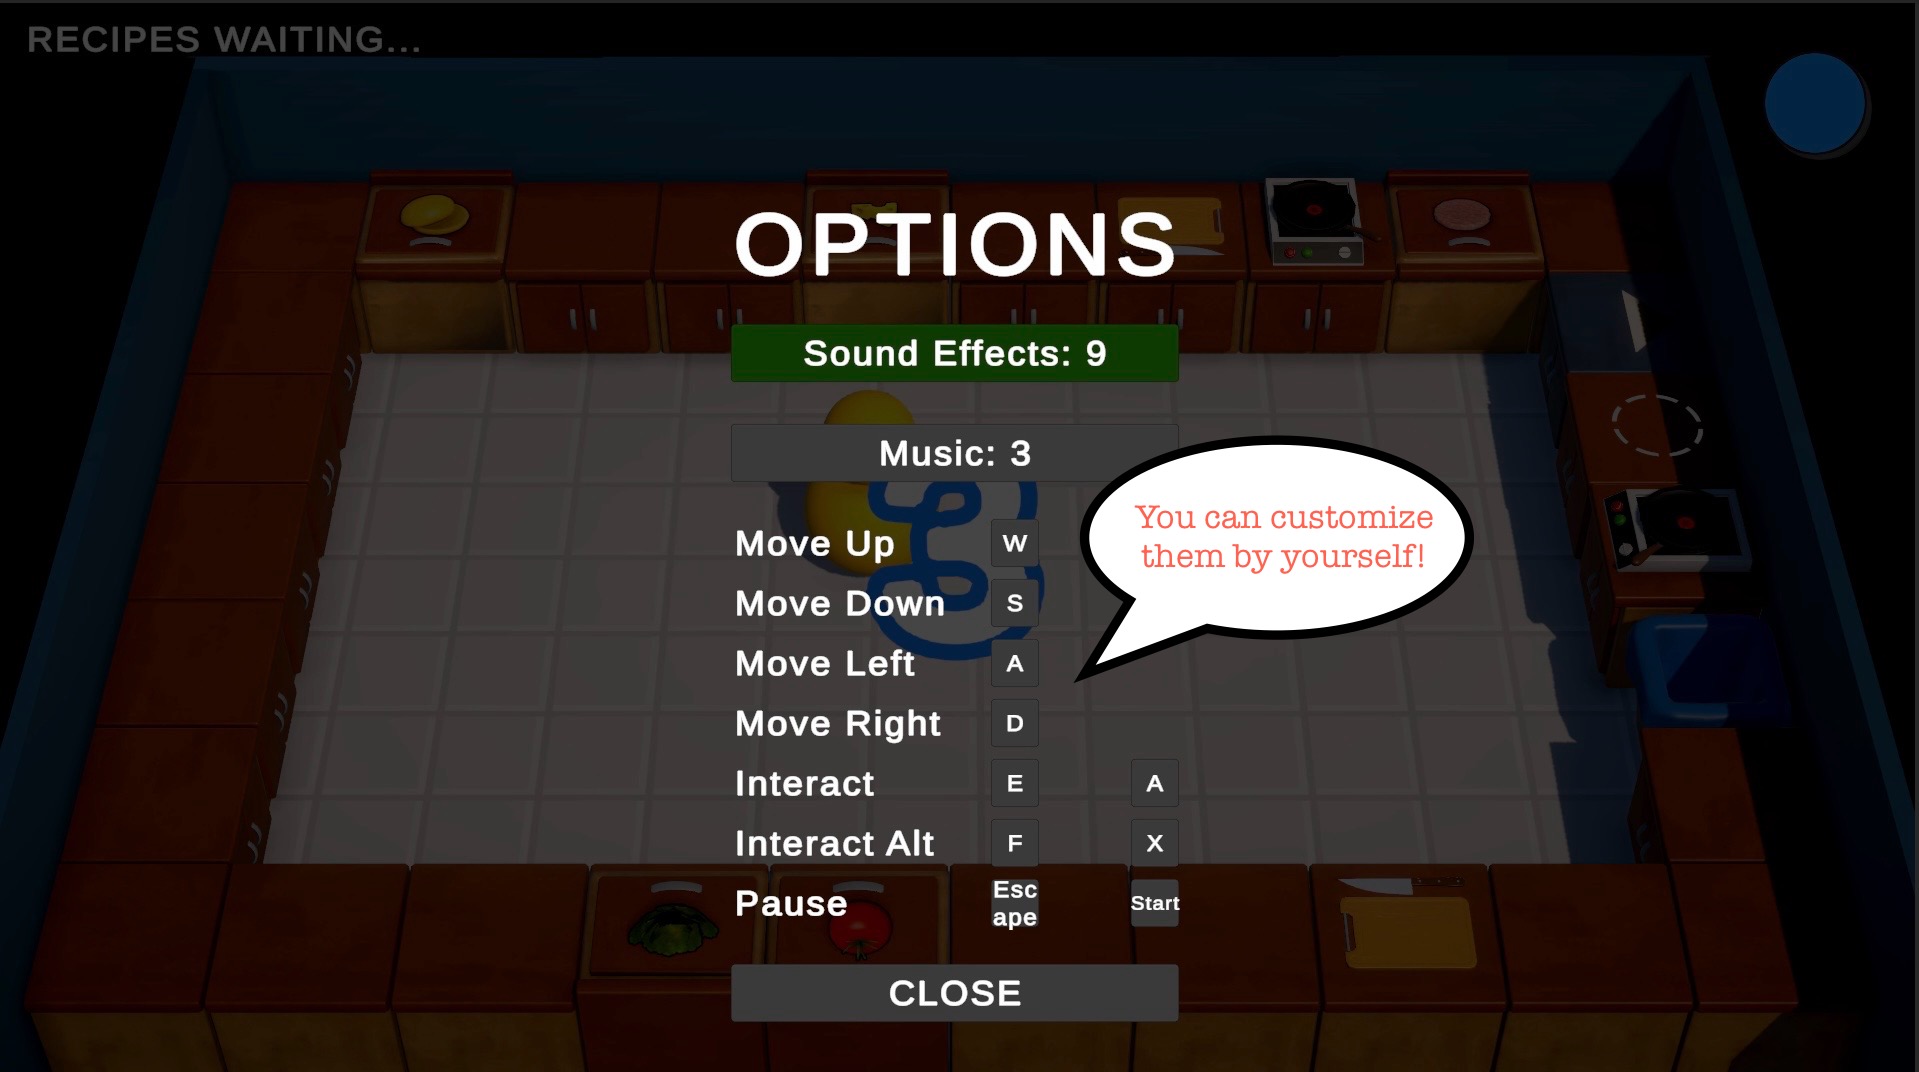 RECIPES WAITING...
OPTIONS
Sound Effects: 9
Music: 3
You can customize
them by yourself!
Move Up W
Move Down S
Move Left A
Move Right D
Interact E A
Interact Alt F X
Pause Esc
ape Start
CLOSE